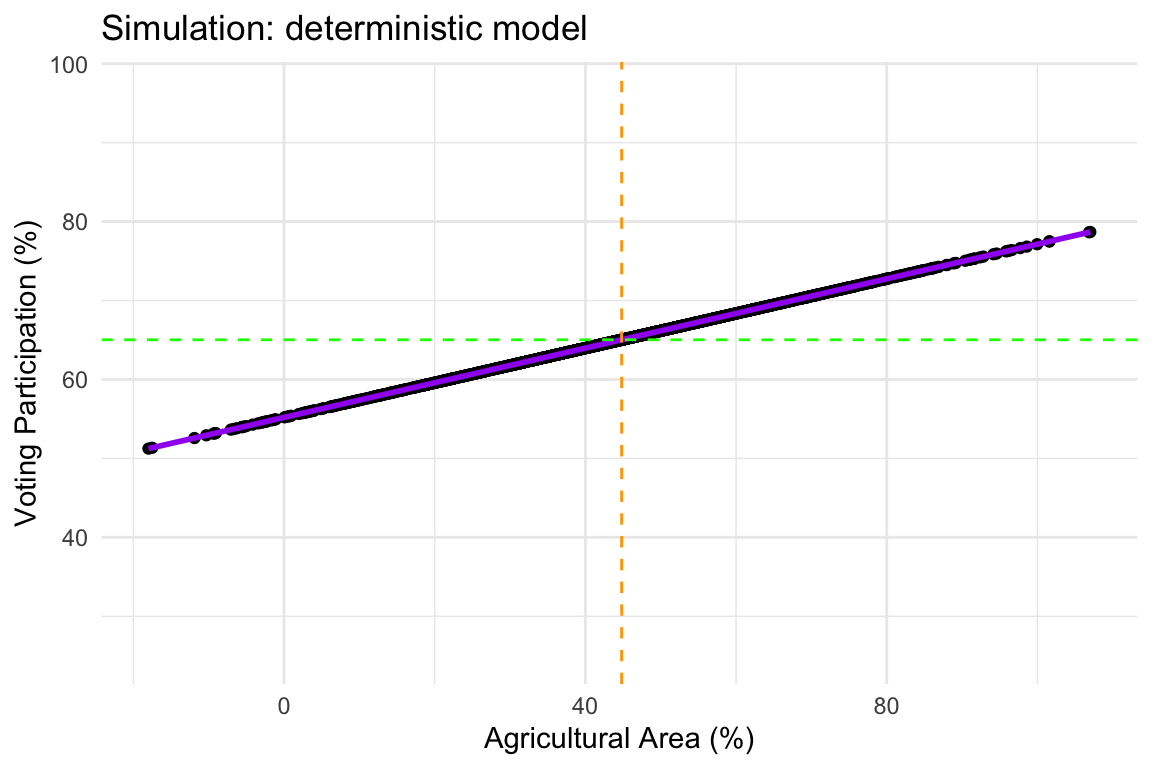 Simulation: deterministic model
100
80
60
40
Voting Participation (%)
0 40 80
Agricultural Area (%)